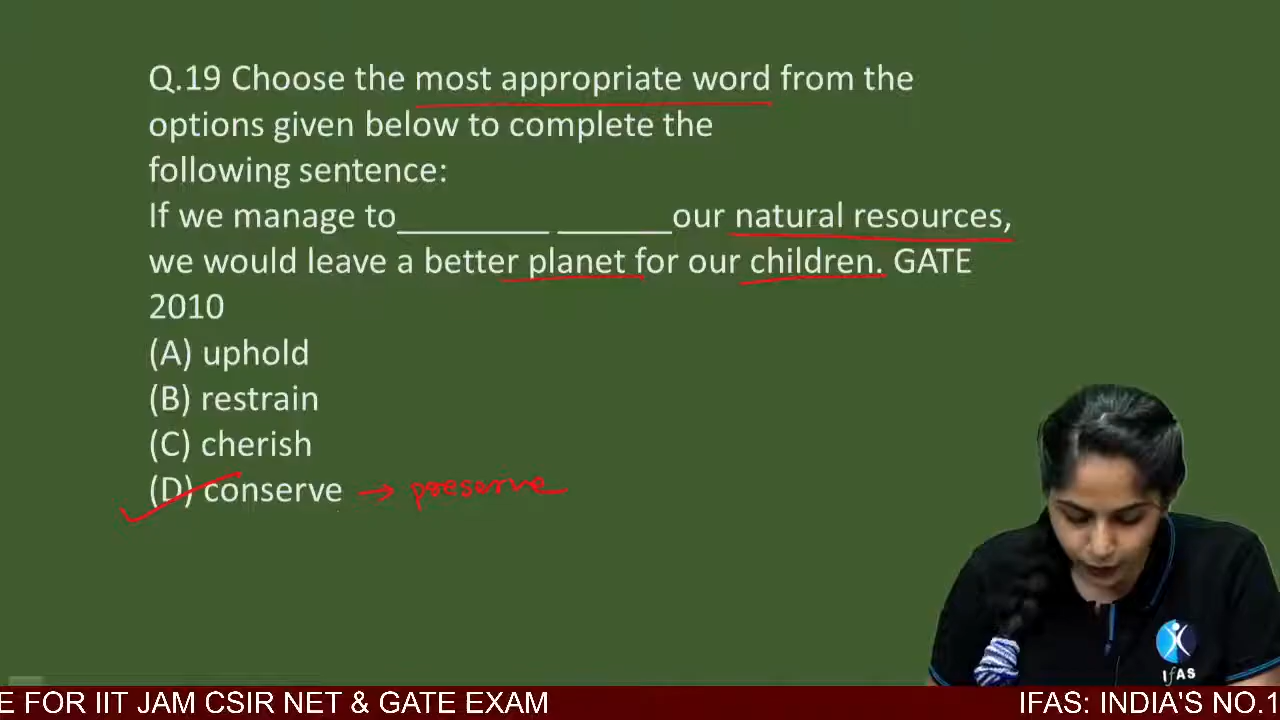 Q.19 Choose the most appropriate word from the
options given below to complete the
following sentence:
If we manage to_________ _______our natural resources,
we would leave a better planet for our children. GATE
2010
(A) uphold
(B) restrain
(C) cherish
(D) conserve → preserve
IfAS
E FOR IIT JAM CSIR NET & GATE EXAM
IFAS: INDIA'S NO.1